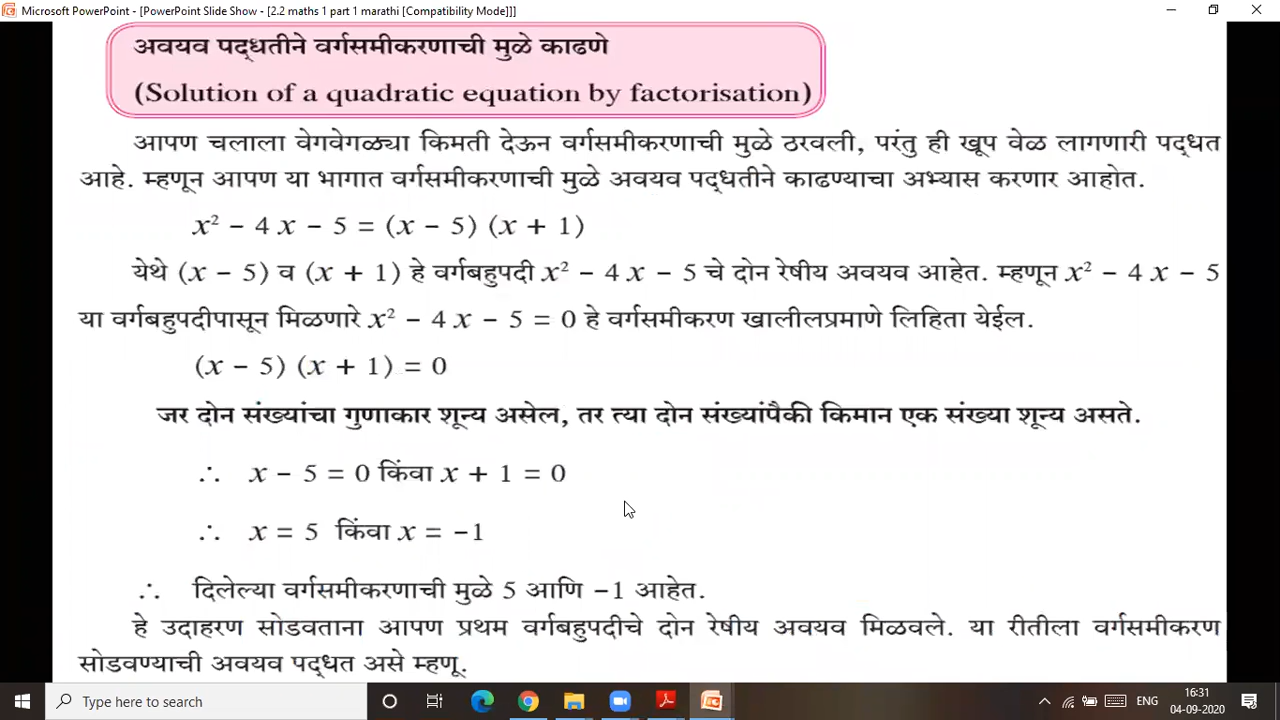 Microsoft PowerPoint - [PowerPoint Slide Show - [2.2 maths 1 part 1 marathi [Compatibility Mode]]]
अवयव पद्धतीने वर्गसमीकरणाची मुळे काढणे
(Solution of a quadratic equation by factorisation)
आपण चलाला वेगवेगळ्या किमती देऊन वर्गसमीकरणाची मुळे ठरवली, परंतु ही खूप वेळ लागणारी पद्धत
आहे. म्हणून आपण या भागात वर्गसमीकरणाची मुळे अवयव पद्धतीने काढण्याचा अभ्यास करणार आहोत.
x² − 4 x − 5 = (x − 5) (x + 1)
येथे (x − 5) व (x + 1) हे वर्गबहुपदी x² − 4 x − 5 चे दोन रेषीय अवयव आहेत. म्हणून x² − 4 x − 5
या वर्गबहुपदीपासून मिळणारे x² − 4 x − 5 = 0 हे वर्गसमीकरण खालीलप्रमाणे लिहिता येईल.
(x − 5) (x + 1) = 0
जर दोन संख्यांचा गुणाकार शून्य असेल, तर त्या दोन संख्यांपैकी किमान एक संख्या शून्य असते.
∴ x − 5 = 0 किंवा x + 1 = 0
∴ x = 5 किंवा x = −1
∴ दिलेल्या वर्गसमीकरणाची मुळे 5 आणि −1 आहेत.
हे उदाहरण सोडवताना आपण प्रथम वर्गबहुपदीचे दोन रेषीय अवयव मिळवले. या रीतीला वर्गसमीकरण
सोडवण्याची अवयव पद्धत असे म्हणू.
Type here to search
ENG
16:31
04-09-2020